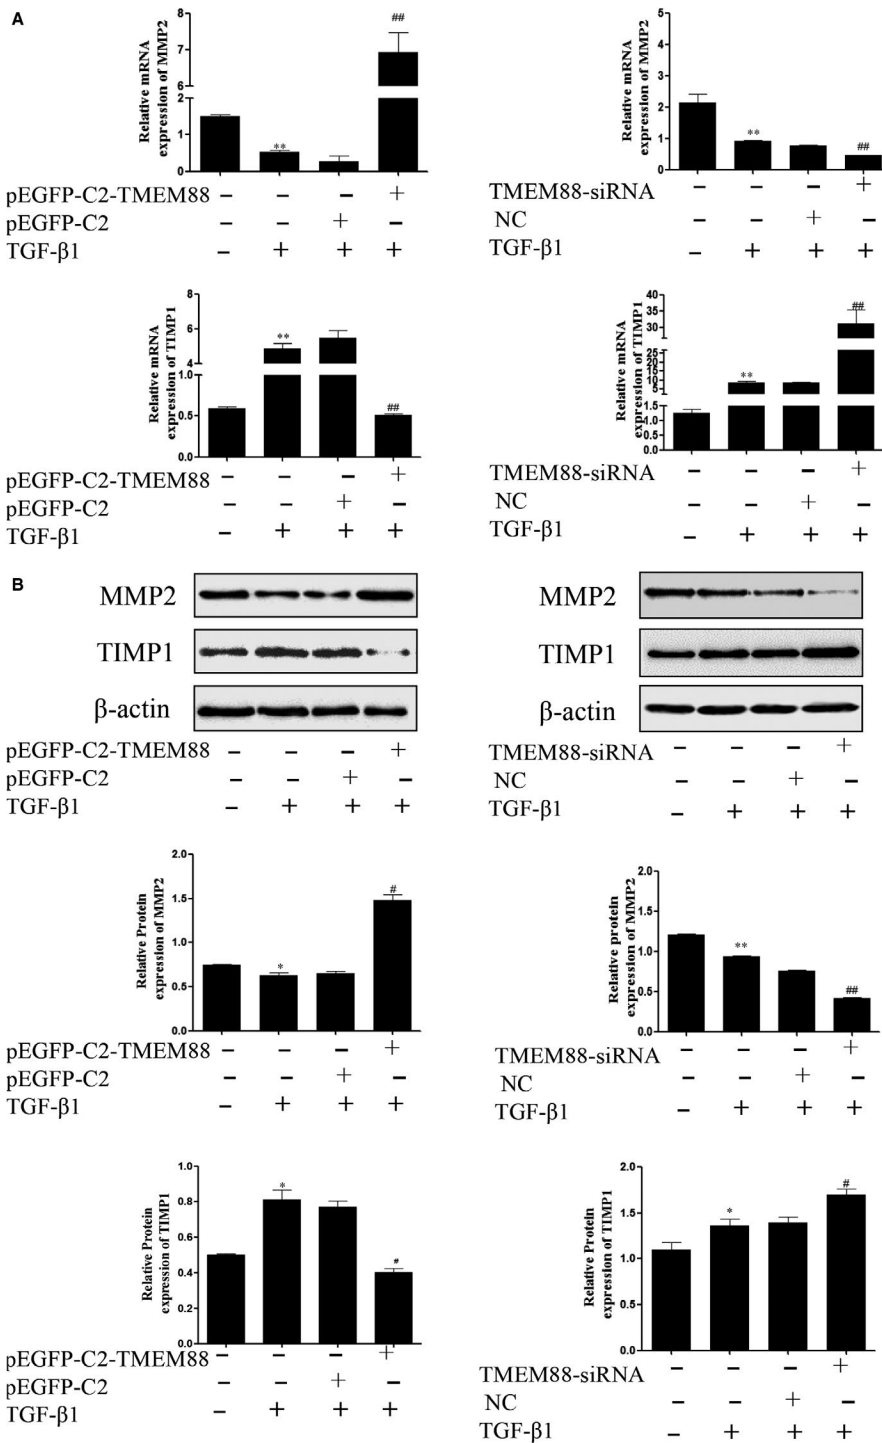 A
Relative mRNA
expression of MMP2
8
7
6
2
1
0
**
##
pEGFP-C2-TMEM88 – – – +
pEGFP-C2 – – + –
TGF-β1 – + + +
Relative mRNA
expression of MMP2
6
5
4
3
2
1
0
**
##
TMEM88-siRNA – – – +
NC – – + –
TGF-β1 – + + +
Relative mRNA
expression of TIMP1
8
6
4
1.0
0.5
0.0
**
##
pEGFP-C2-TMEM88 – – – +
pEGFP-C2 – – + –
TGF-β1 – + + +
Relative mRNA
expression of TIMP1
40
35
30
25
20
15
10
5
1.5
1.0
0.5
0.0
**
##
TMEM88-siRNA – – – +
NC – – + –
TGF-β1 – + + +
B
MMP2
TIMP1
β-actin
pEGFP-C2-TMEM88 – – – +
pEGFP-C2 – – + –
TGF-β1 – + + +
MMP2
TIMP1
β-actin
TMEM88-siRNA – – – +
NC – – + –
TGF-β1 – + + +
Relative Protein
expression of MMP2
2.0
1.5
1.0
0.5
0.0
*
#
pEGFP-C2-TMEM88 – – – +
pEGFP-C2 – – + –
TGF-β1 – + + +
Relative protein
expression of MMP2
2.0
1.5
1.0
0.5
0.0
**
##
TMEM88-siRNA – – – +
NC – – + –
TGF-β1 – + + +
Relative Protein
expression of TIMP1
1.0
0.8
0.6
0.4
0.2
0.0
*
#
pEGFP-C2-TMEM88 – – – +
pEGFP-C2 – – + –
TGF-β1 – + + +
Relative Protein
expression of TIMP1
2.0
1.5
1.0
0.5
0.0
*
#
TMEM88-siRNA – – – +
NC – – + –
TGF-β1 – + + +